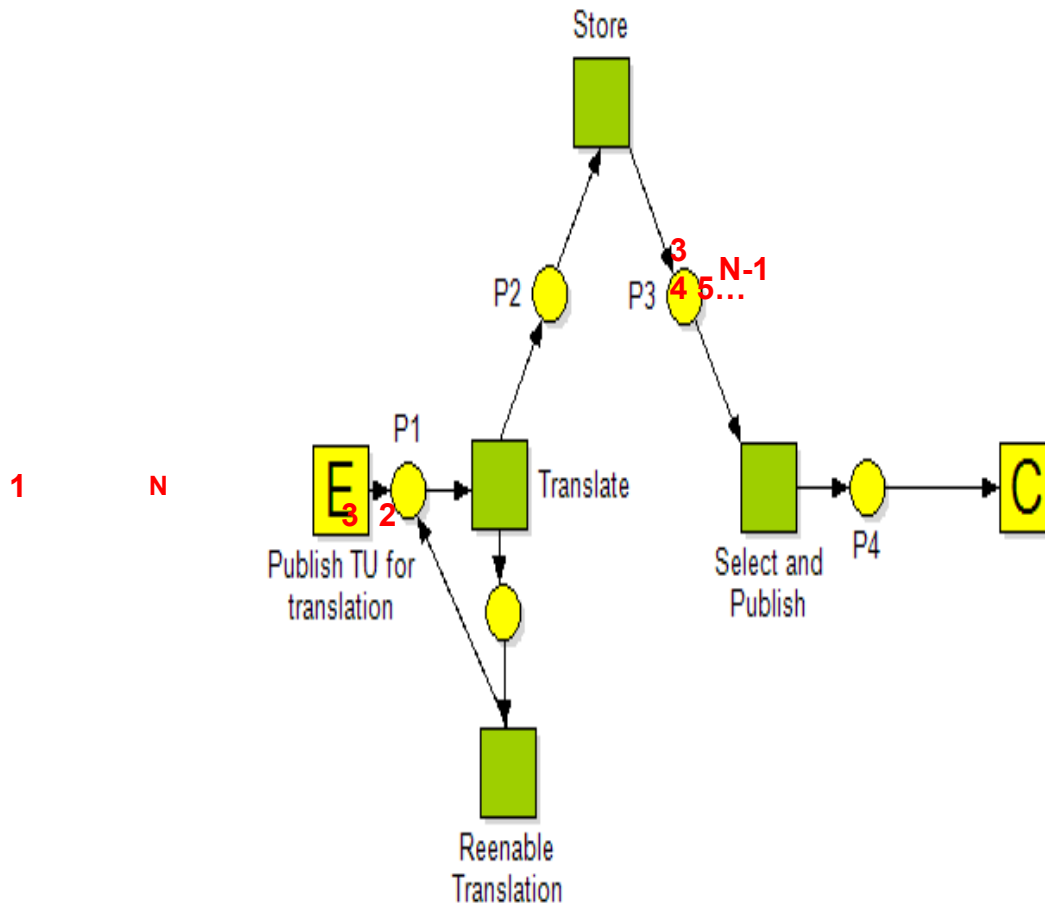 Store
3
N-1
P2
P3
4 5...
P1
1
N
E
Translate
C
3 2
Publish TU for
translation
Select and
Publish
P4
Reenable
Translation